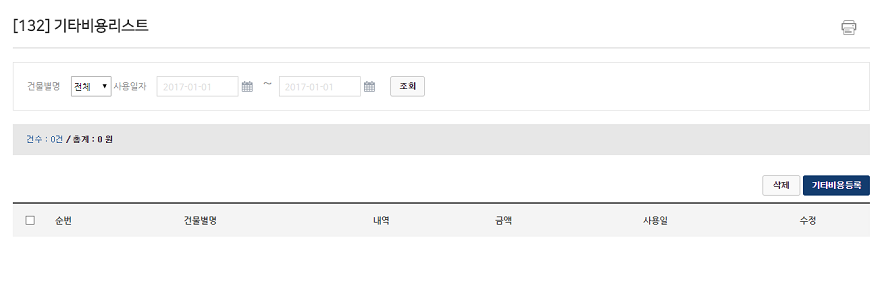 [132] 기타비용리스트
건물별명 전체 사용일자 2017-01-01 ~ 2017-01-01 조회
건수 : 0건 / 총계 : 0 원
삭제 기타비용등록
순번 건물별명 내역 금액 사용일 수정